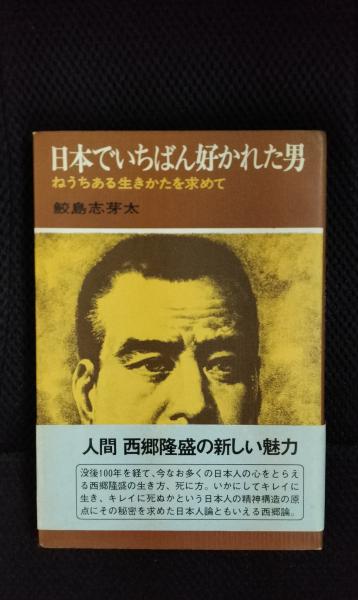 日本でいちばん好かれた男
ねうちある生きかたを求めて
鮫島志芽太
人間 西郷隆盛の新しい魅力
没後100年を経て、今なお多くの日本人の心をとらえ
る西郷隆盛の生き方、死に方。いかにしてキレイに
生き、キレイに死ぬかという日本人の精神構造の原
点にその秘密を求めた日本人論ともいえる西郷論。.